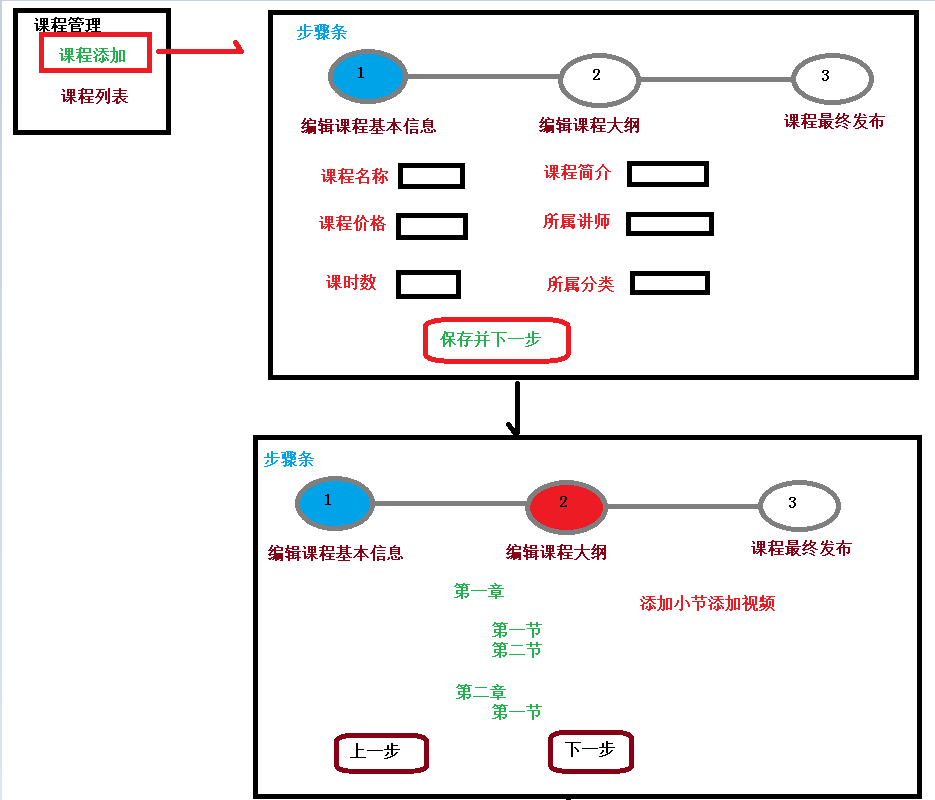 课程管理
课程添加
课程列表
步骤条
1 2 3
编辑课程基本信息 编辑课程大纲 课程最终发布
课程名称 课程简介
课程价格 所属讲师
课时数 所属分类
保存并下一步
步骤条
1 2 3
编辑课程基本信息 编辑课程大纲 课程最终发布
第一章
添加小节添加视频
第一节
第二节
第二章
第一节
上一步 下一步